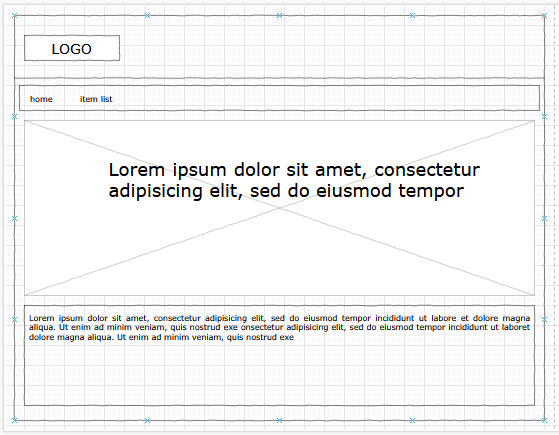 LOGO
home item list
Lorem ipsum dolor sit amet, consectetur
adipisicing elit, sed do eiusmod tempor
Lorem ipsum dolor sit amet, consectetur adipisicing elit, sed do eiusmod tempor incididunt ut labore et dolore magna
aliqua. Ut enim ad minim veniam, quis nostrud exe onsectetur adipisicing elit, sed do eiusmod tempor incididunt ut laboret
dolore magna aliqua. Ut enim ad minim veniam, quis nostrud exe